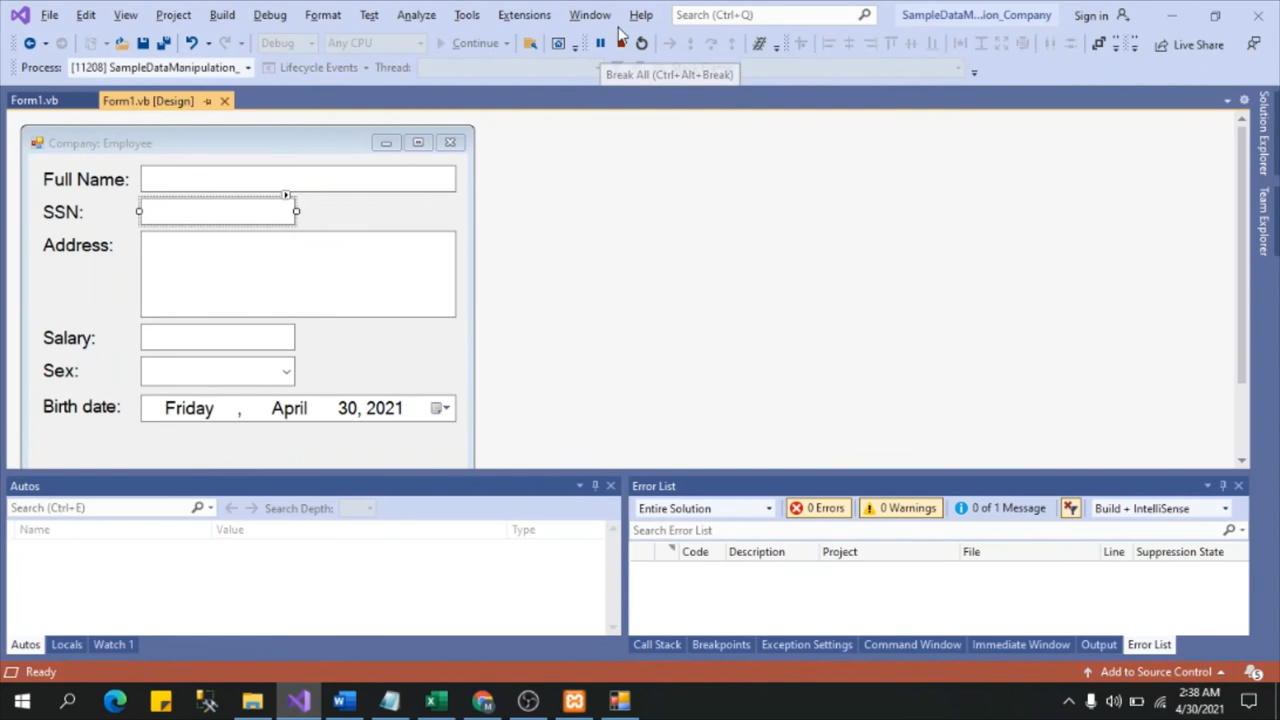 File Edit View Project Build Debug Format Test Analyze Tools Extensions Window Help Search (Ctrl+Q) SampleDataM...ion_Company Sign in
Debug Any CPU Continue Live Share
Process: [11208] SampleDataManipulation_ Lifecycle Events Thread:
Break All (Ctrl+Alt+Break)
Form1.vb Form1.vb [Design]
Solution Explorer
Team Explorer
Company: Employee
Full Name:
SSN:
Address:
Salary:
Sex:
Birth date: Friday , April 30, 2021
Autos
Search (Ctrl+E) Search Depth:
Name Value Type
Autos Locals Watch 1
Error List
Entire Solution 0 Errors 0 Warnings 0 of 1 Message Build + IntelliSense
Search Error List
Code Description Project File Line Suppression State
Call Stack Breakpoints Exception Settings Command Window Immediate Window Output Error List
Ready Add to Source Control 5
2:38 AM
4/30/2021